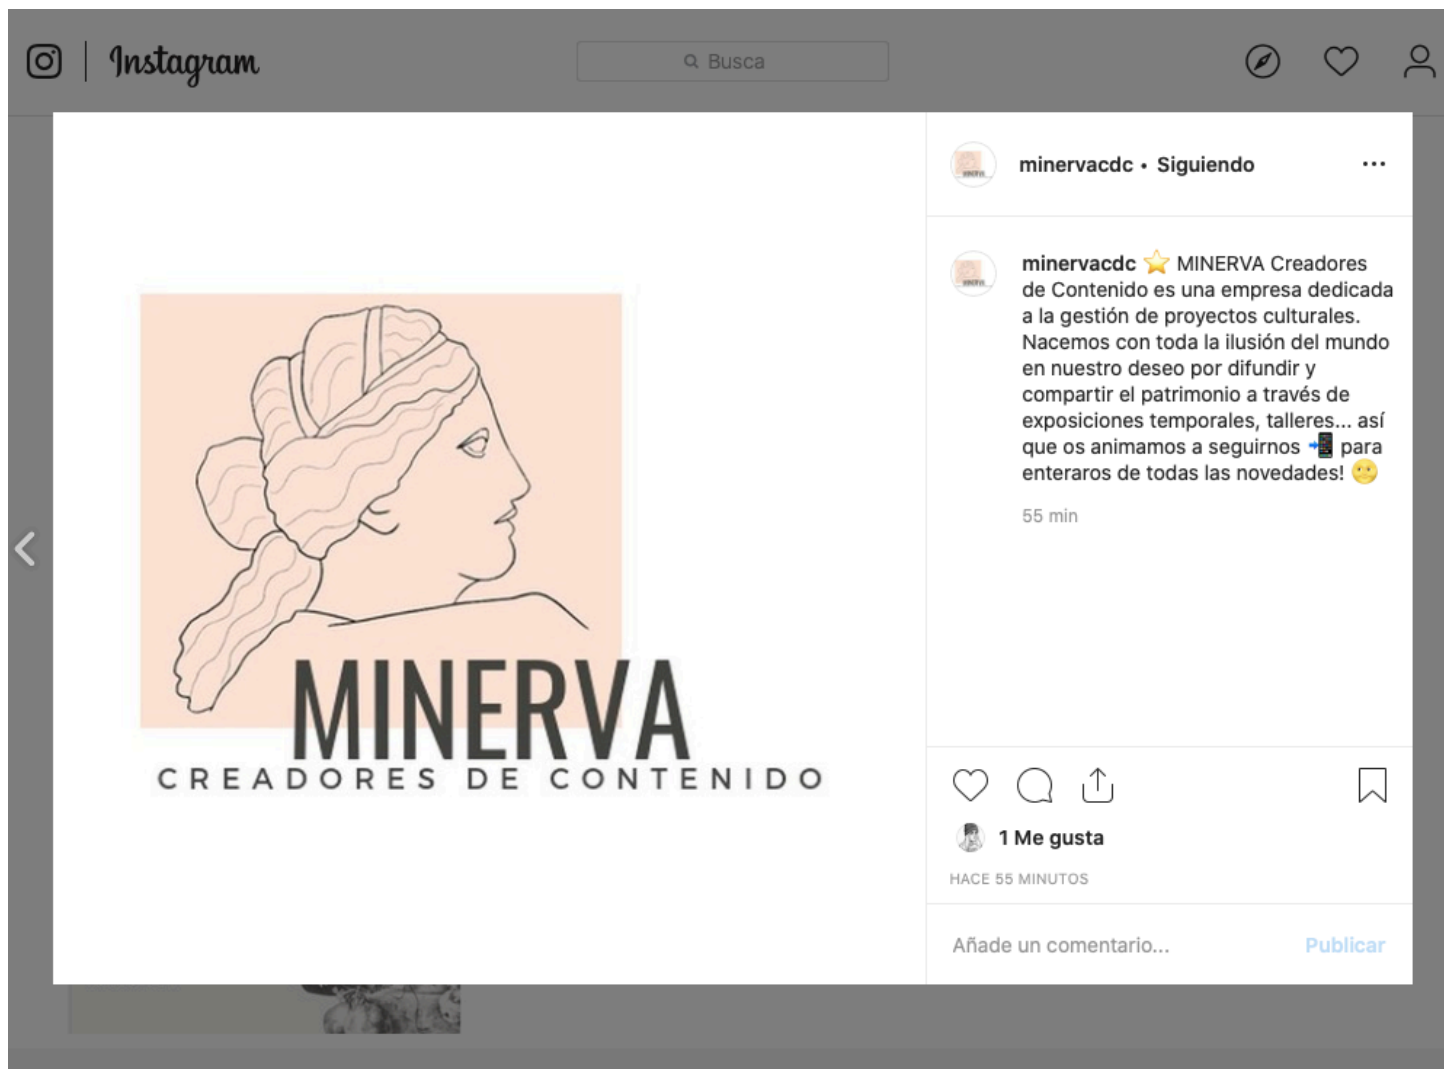 Instagram
Busca
MINERVA
CREADORES DE CONTENIDO
minervacdc • Siguiendo
minervacdc ⭐ MINERVA Creadores
de Contenido es una empresa dedicada
a la gestión de proyectos culturales.
Nacemos con toda la ilusión del mundo
en nuestro deseo por difundir y
compartir el patrimonio a través de
exposiciones temporales, talleres... así
que os animamos a seguirnos 📲 para
enteraros de todas las novedades! 🌝
55 min
1 Me gusta
HACE 55 MINUTOS
Añade un comentario...
Publicar